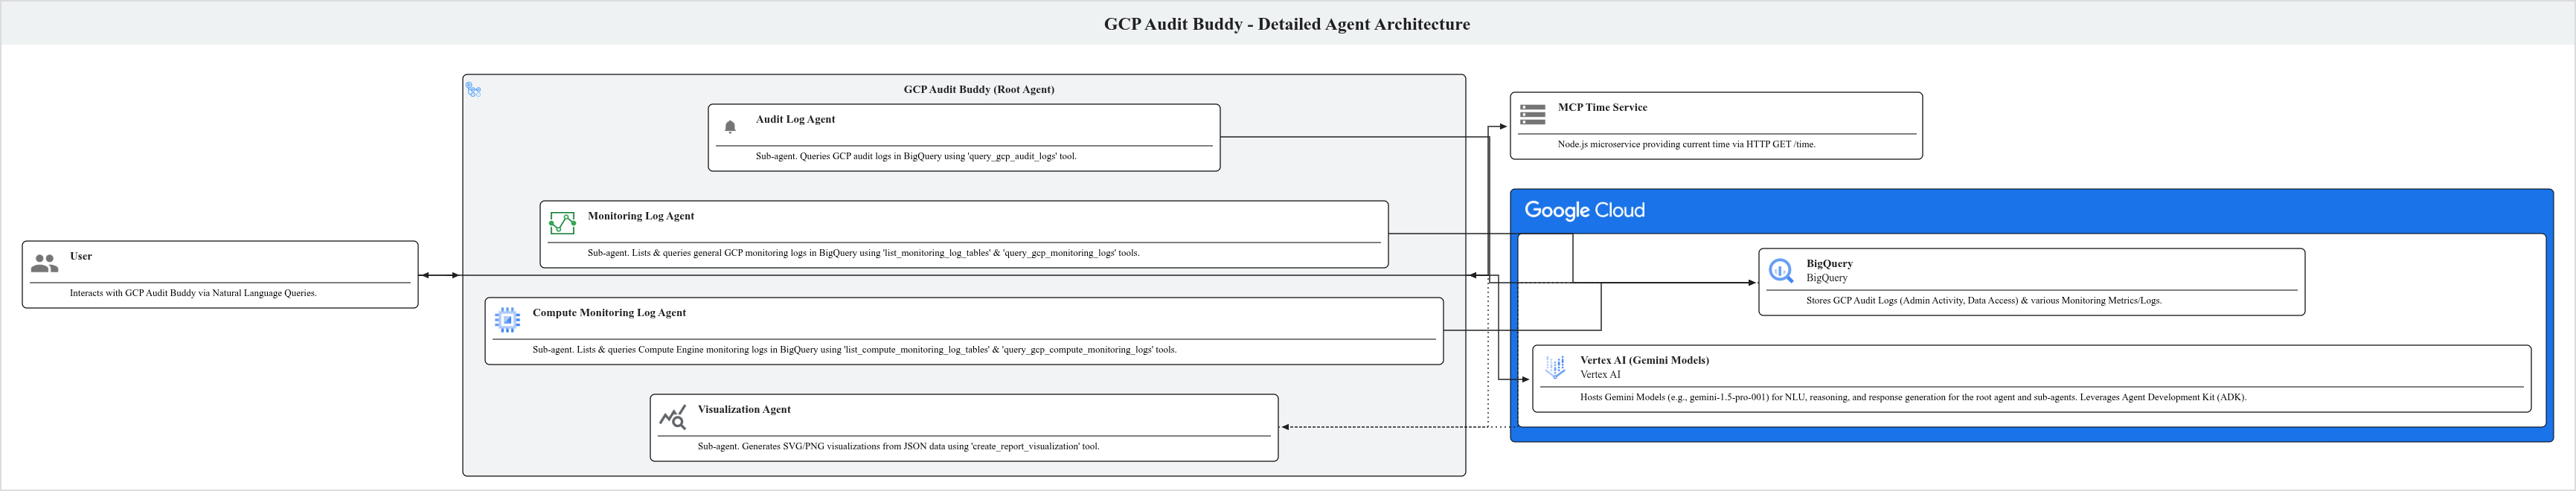 GCP Audit Buddy - Detailed Agent Architecture
GCP Audit Buddy (Root Agent)
Audit Log Agent
Sub-agent. Queries GCP audit logs in BigQuery using 'query_gcp_audit_logs' tool.
Monitoring Log Agent
Sub-agent. Lists & queries general GCP monitoring logs in BigQuery using 'list_monitoring_log_tables' & 'query_gcp_monitoring_logs' tools.
User
Interacts with GCP Audit Buddy via Natural Language Queries.
Compute Monitoring Log Agent
Sub-agent. Lists & queries Compute Engine monitoring logs in BigQuery using 'list_compute_monitoring_log_tables' & 'query_gcp_compute_monitoring_logs' tools.
Visualization Agent
Sub-agent. Generates SVG/PNG visualizations from JSON data using 'create_report_visualization' tool.
MCP Time Service
Node.js microservice providing current time via HTTP GET /time.
Google Cloud
BigQuery
BigQuery
Stores GCP Audit Logs (Admin Activity, Data Access) & various Monitoring Metrics/Logs.
Vertex AI (Gemini Models)
Vertex AI
Hosts Gemini Models (e.g., gemini-1.5-pro-001) for NLU, reasoning, and response generation for the root agent and sub-agents. Leverages Agent Development Kit (ADK).